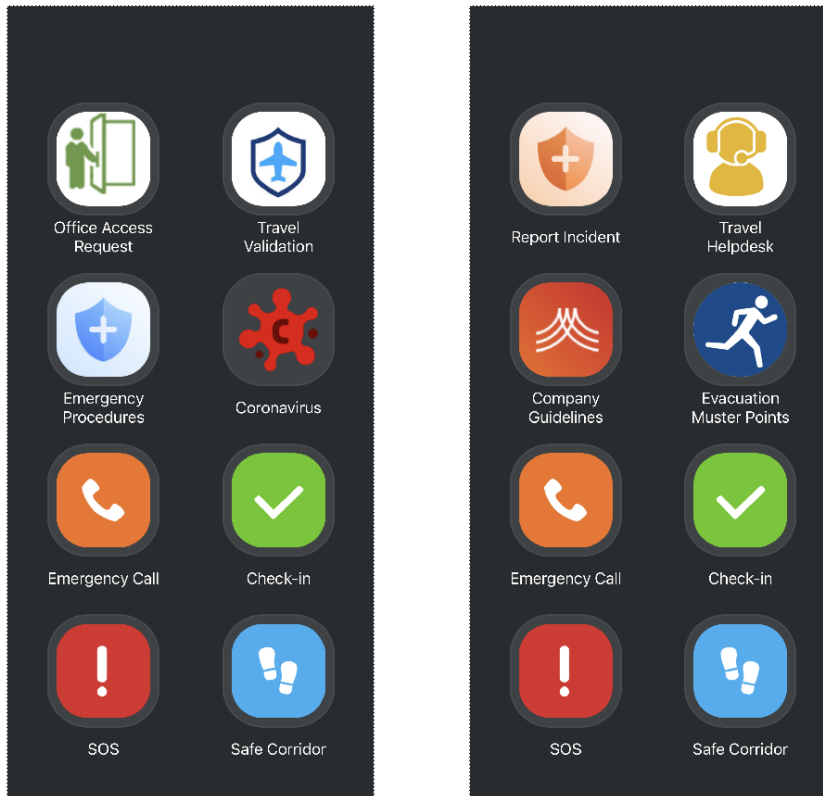 Office Access
Request
Travel
Validation
Emergency
Procedures
C
Coronavirus
Emergency Call
Check-in
SOS
Safe Corridor
Report Incident
Travel
Helpdesk
Company
Guidelines
Evacuation
Muster Points
Emergency Call
Check-in
SOS
Safe Corridor